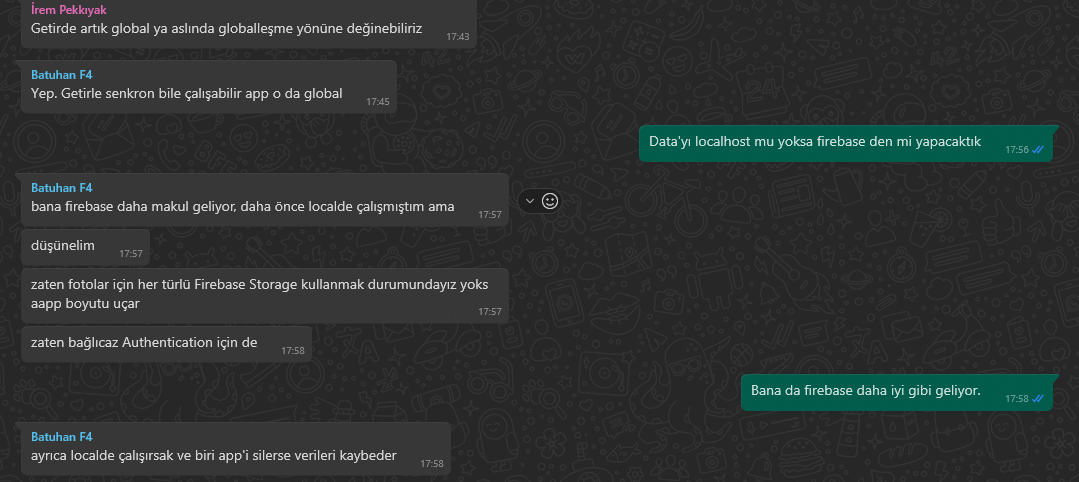 İrem Pekkıyak
Getirde artık global ya aslında globalleşme yönüne değinebiliriz
17:43
Batuhan F4
Yep. Getirle senkron bile çalışabilir app o da global
17:45
Data'yı localhost mu yoksa firebase den mi yapacaktık
17:56
Batuhan F4
bana firebase daha makul geliyor, daha önce localde çalışmıştım ama
17:57
düşünelim
17:57
zaten fotolar için her türlü Firebase Storage kullanmak durumundayız yoks
aapp boyutu uçar
17:57
zaten bağlıcaz Authentication için de
17:58
Bana da firebase daha iyi gibi geliyor.
17:58
Batuhan F4
ayrıca localde çalışırsak ve biri app'i silerse verileri kaybeder
17:58